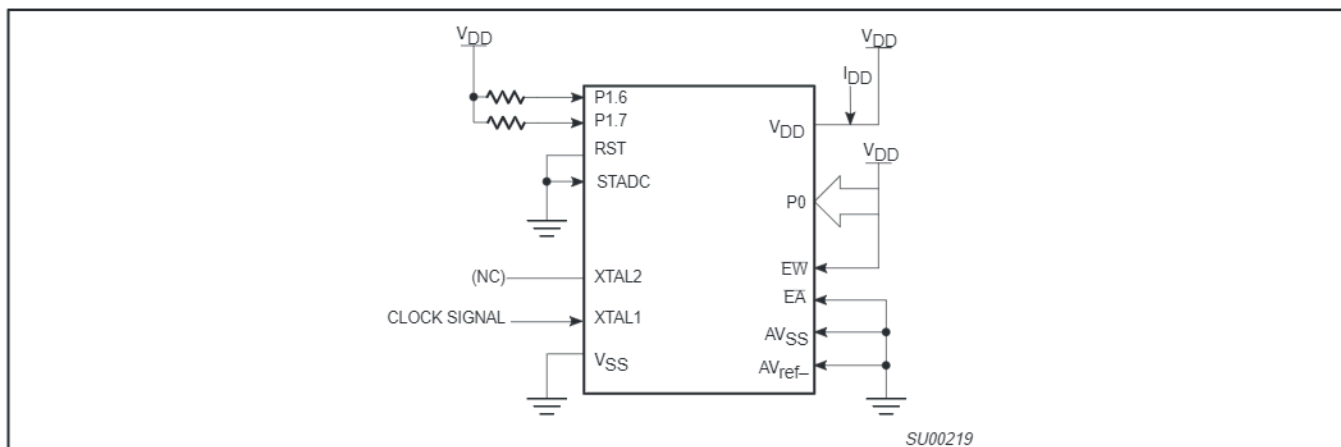 VDD
P1.6
P1.7
RST
STADC
(NC)
XTAL2
CLOCK SIGNAL
XTAL1
VSS
VDD
IDD
VDD
VDD
P0
EW
EA
AVSS
AVref–
SU00219